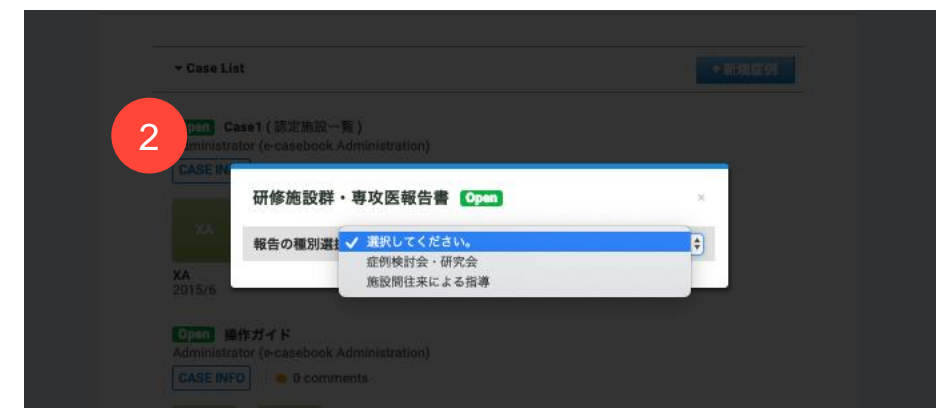 Case List
+新規症例
2
Open Case1 ( 認定施設一覧 )
Administrator (e-casebook Administration)
CASE IN
研修施設群・専攻医報告書 Open ×
報告の種別選択
✓ 選択してください。
症例検討会・研究会
施設間往来による指導
XA
XA
2015/6
Open 操作ガイド
Administrator (e-casebook Administration)
CASE INFO 0 comments